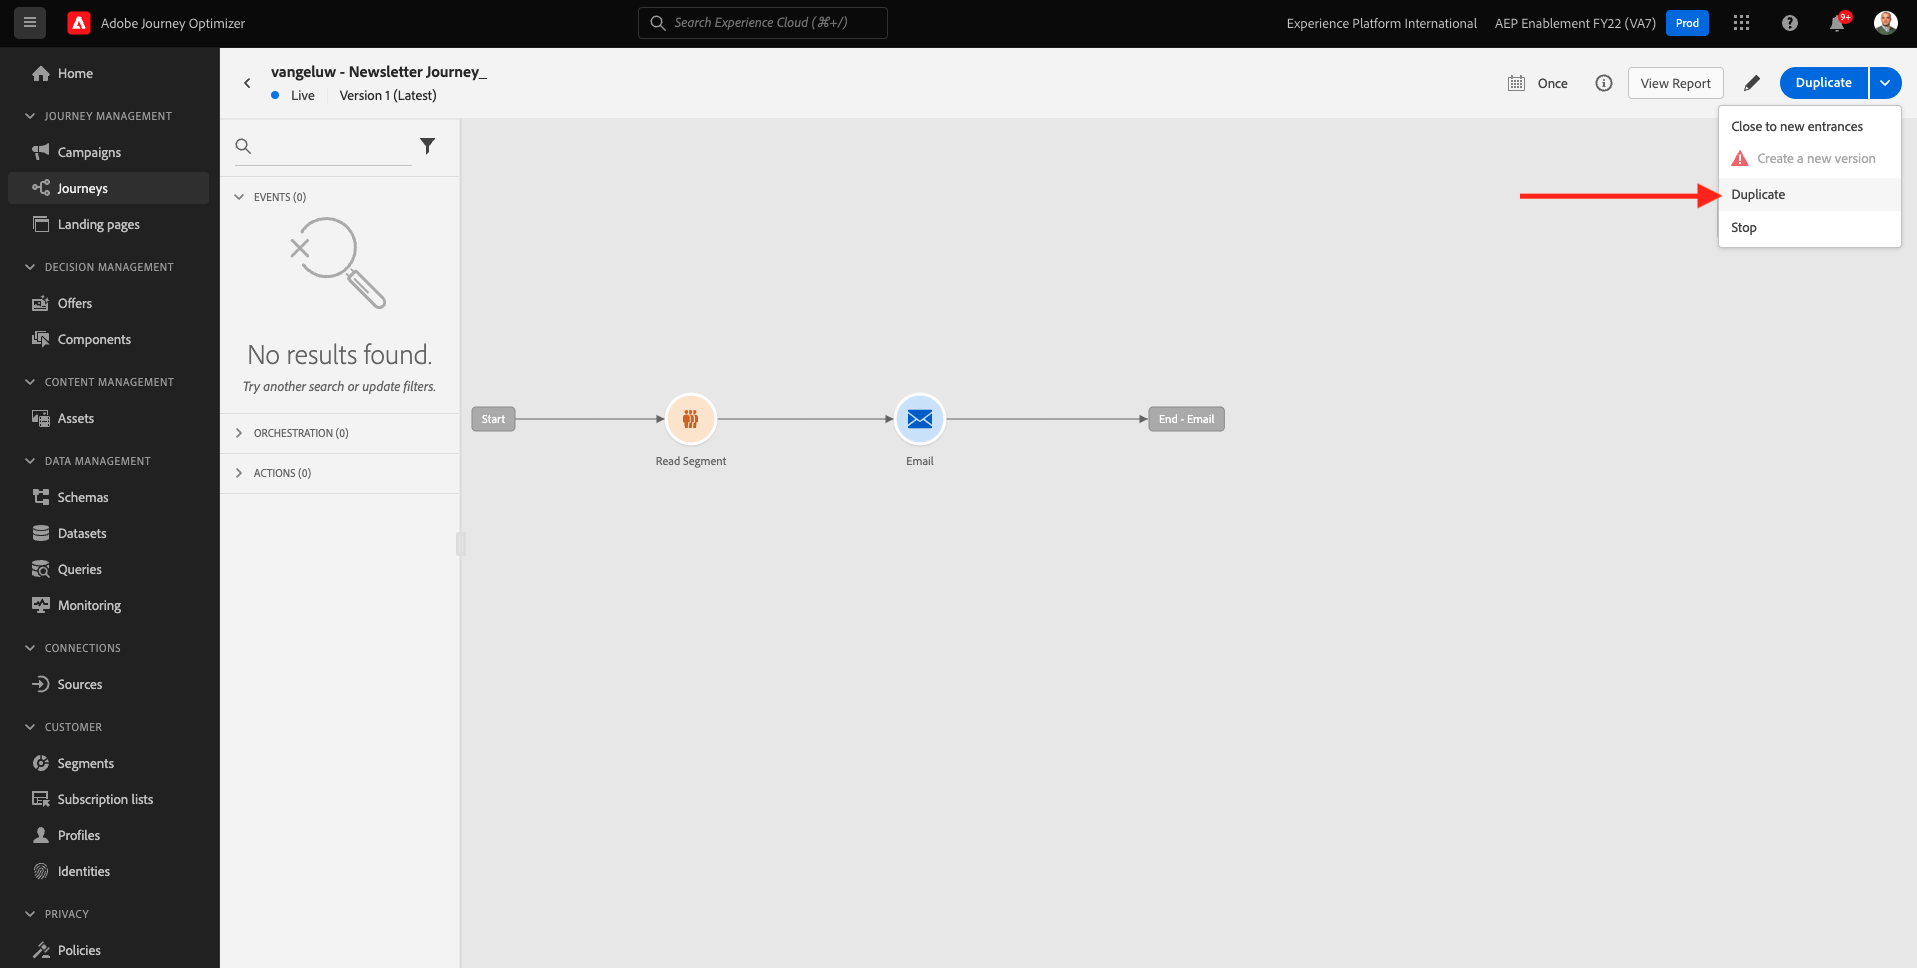 Adobe Journey Optimizer
Search Experience Cloud (⌘+/)
Experience Platform International
AEP Enablement FY22 (VA7)
Prod
9+
Home
JOURNEY MANAGEMENT
Campaigns
Journeys
Landing pages
DECISION MANAGEMENT
Offers
Components
CONTENT MANAGEMENT
Assets
DATA MANAGEMENT
Schemas
Datasets
Queries
Monitoring
CONNECTIONS
Sources
CUSTOMER
Segments
Subscription lists
Profiles
Identities
PRIVACY
Policies
vangeluw - Newsletter Journey_
Live
Version 1 (Latest)
Once
View Report
Duplicate
Close to new entrances
Create a new version
Duplicate
Stop
EVENTS (0)
No results found.
Try another search or update filters.
ORCHESTRATION (0)
ACTIONS (0)
Start
Read Segment
Email
End - Email